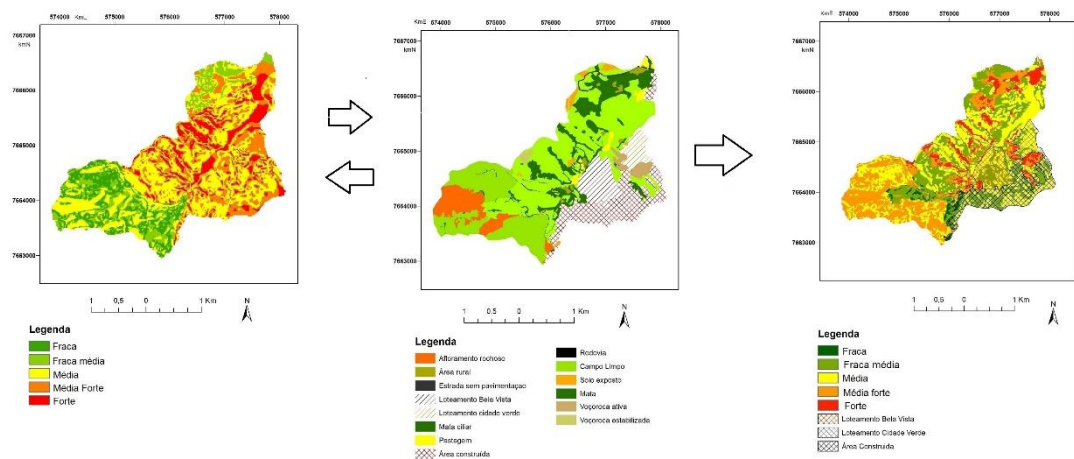 574000 KmE 575000 576000 577000 578000
7667000
kmN
7666000
7665000
7664000
7663000
1 0,5 0 1 Km
N
Legenda
Fraca
Fraca média
Média
Média Forte
Forte
574000 KmE 575000 576000 577000 578000
7667000
kmN
7666000
7665000
7664000
7663000
1 0,5 0 1 Km
N
Legenda
Afloramento rochoso
Área rural
Estrada sem pavimentaçao
Loteamento Bela Vista
Loteamento cidade verde
Mata ciliar
Pastagem
Área construída
Rodovia
Campo Limpo
Solo exposto
Mata
Voçoroca ativa
Voçoroca estabilizada
574000 KmE 575000 576000 577000 578000
7667000
kmN
7666000
7665000
7664000
7663000
1 0,5 0 1 Km
N
Legenda
Fraca
Fraca média
Média
Média forte
Forte
Loteamento Bela Vista
Loteamento Cidade Verde
Área Construida